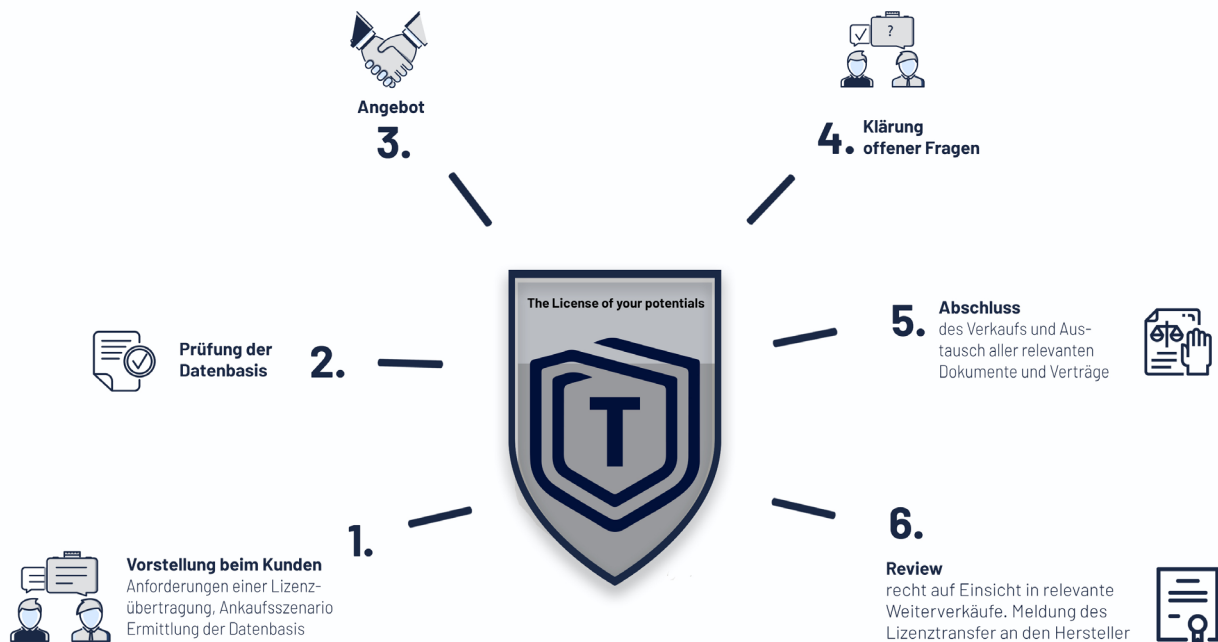 Angebot
3.
4.
Klärung
offener Fragen
?
The License of your potentials
T
Prüfung der
Datenbasis
2.
5.
Abschluss
des Verkaufs und Aus-
tausch aller relevanten
Dokumente und Verträge
1.
Vorstellung beim Kunden
Anforderungen einer Lizenz-
übertragung, Ankaufsszenario
Ermittlung der Datenbasis
6.
Review
recht auf Einsicht in relevante
Weiterverkäufe. Meldung des
Lizenztransfer an den Hersteller